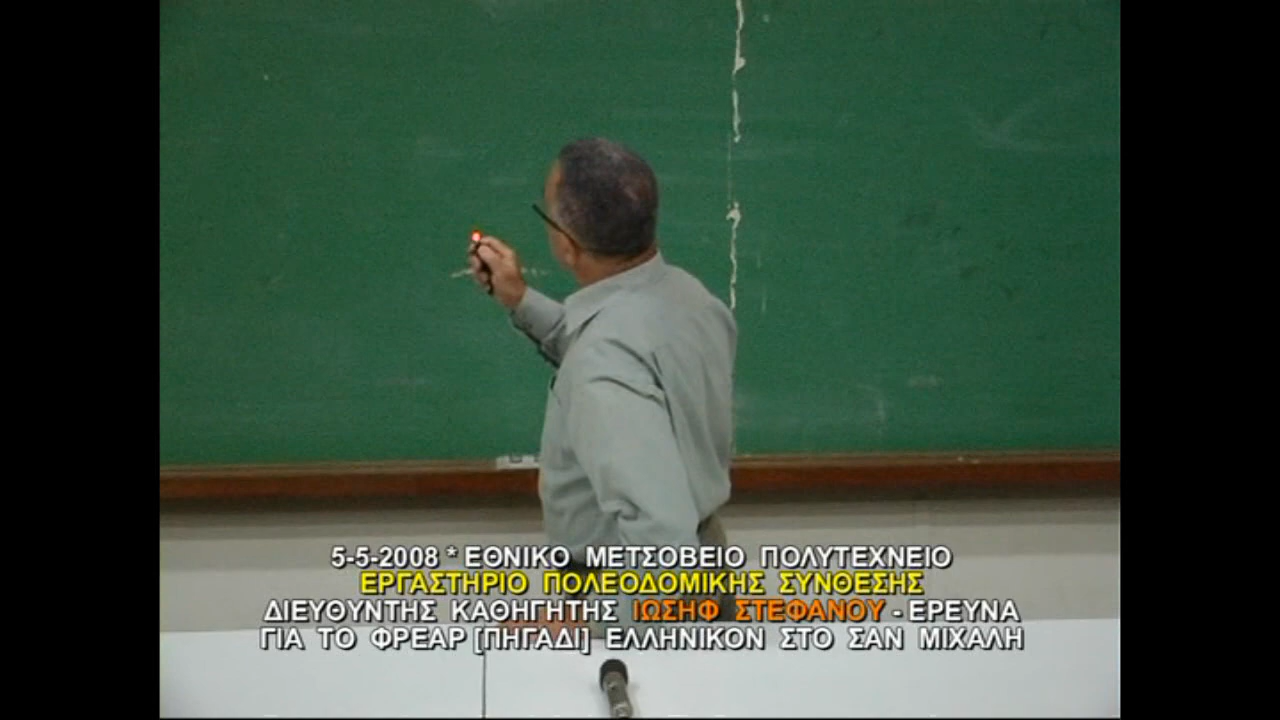 5-5-2008 * ΕΘΝΙΚΟ ΜΕΤΣΟΒΕΙΟ ΠΟΛΥΤΕΧΝΕΙΟ
ΕΡΓΑΣΤΗΡΙΟ ΠΟΛΕΟΔΟΜΙΚΗΣ ΣΥΝΘΕΣΗΣ
ΔΙΕΥΘΥΝΤΗΣ ΚΑΘΗΓΗΤΗΣ ΙΩΣΗΦ ΣΤΕΦΑΝΟΥ - ΕΡΕΥΝΑ
ΓΙΑ ΤΟ ΦΡΕΑΡ [ΠΗΓΑΔΙ] ΕΛΛΗΝΙΚΟΝ ΣΤΟ ΣΑΝ ΜΙΧΑΛΗ